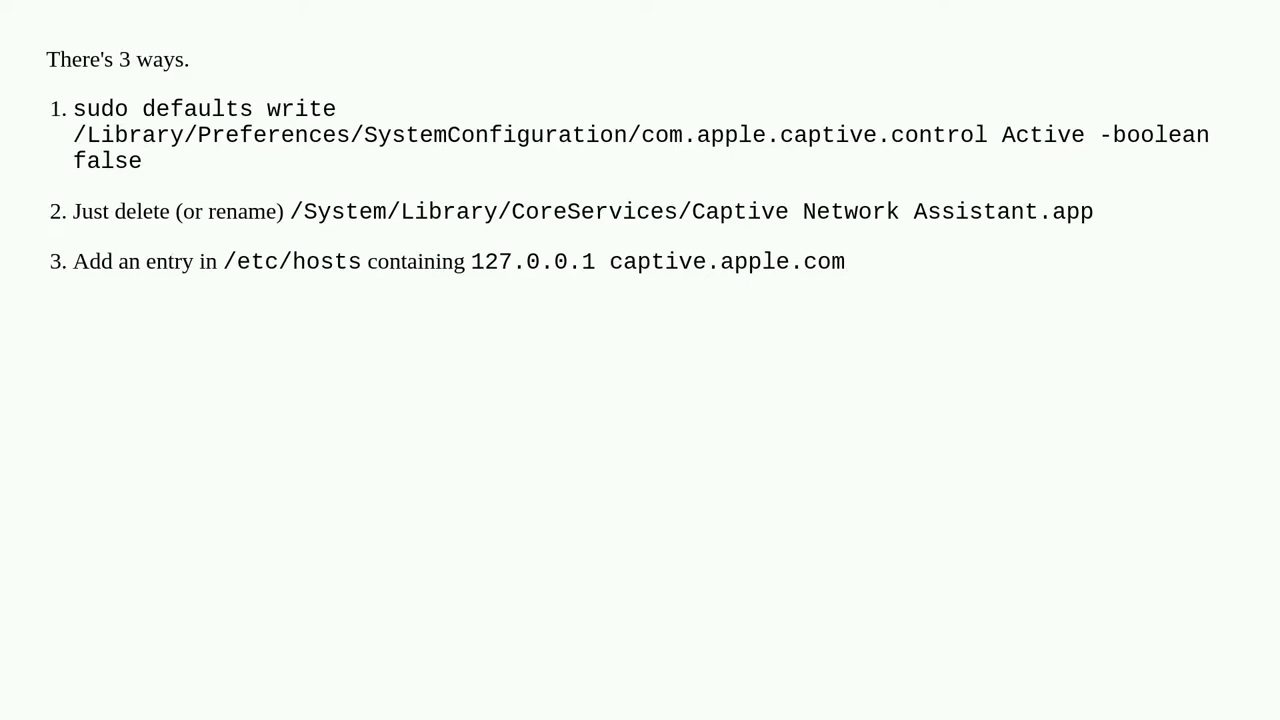 There's 3 ways.
1. sudo defaults write
/Library/Preferences/SystemConfiguration/com.apple.captive.control Active -boolean
false
2. Just delete (or rename) /System/Library/CoreServices/Captive Network Assistant.app
3. Add an entry in /etc/hosts containing 127.0.0.1 captive.apple.com